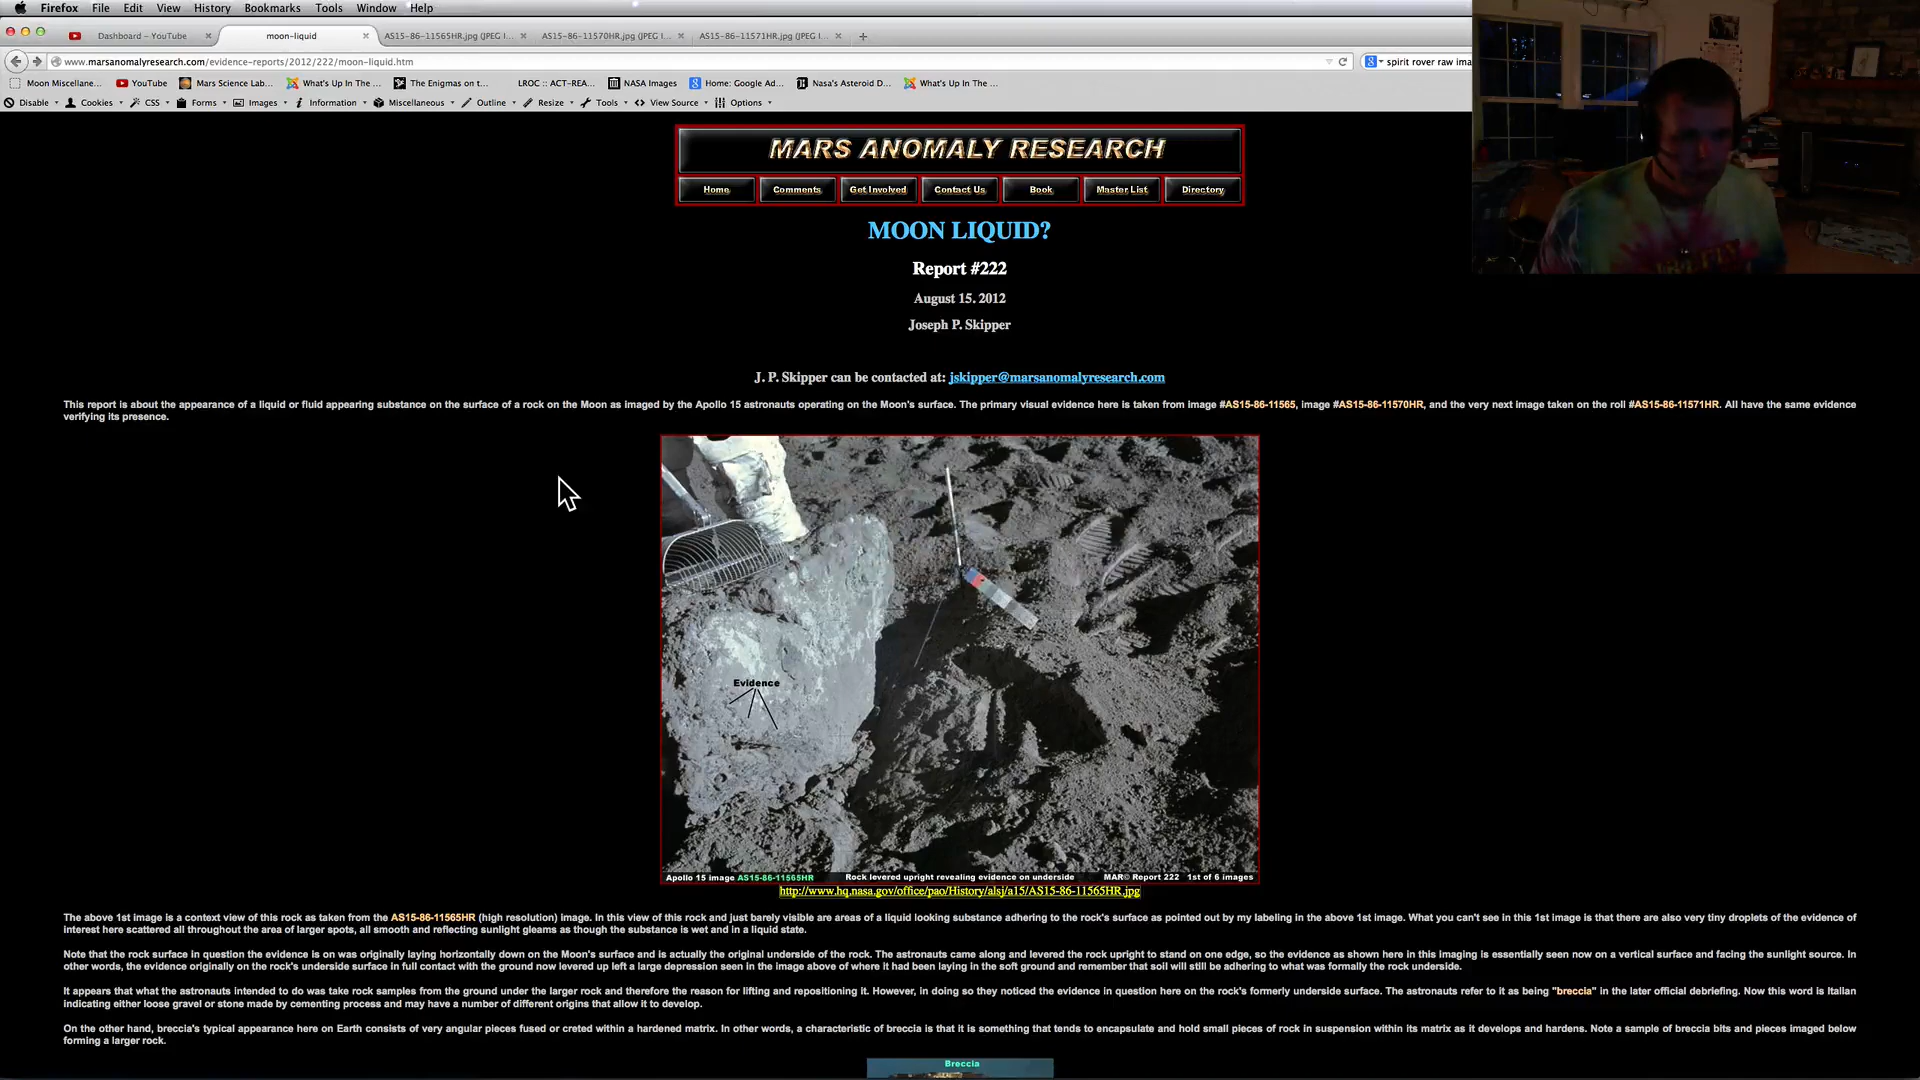 Firefox File Edit View History Bookmarks Tools Window Help
Dashboard – YouTube
moon-liquid
AS15-86-11565HR.jpg (JPEG I...
AS15-86-11570HR.jpg (JPEG I...
AS15-86-11571HR.jpg (JPEG I...
www.marsanomalyresearch.com/evidence-reports/2012/222/moon-liquid.htm
spirit rover raw ima
Moon Miscellane... YouTube Mars Science Lab... What's Up In The ... The Enigmas on t... LROC :: ACT-REA... NASA Images Home: Google Ad... Nasa's Asteroid D... What's Up In The ...
Disable Cookies CSS Forms Images Information Miscellaneous Outline Resize Tools View Source Options
MARS ANOMALY RESEARCH
Home Comments Get Involved Contact Us Book Master List Directory
MOON LIQUID?
Report #222
August 15. 2012
Joseph P. Skipper
J. P. Skipper can be contacted at: jskipper@marsanomalyresearch.com
This report is about the appearance of a liquid or fluid appearing substance on the surface of a rock on the Moon as imaged by the Apollo 15 astronauts operating on the Moon's surface. The primary visual evidence here is taken from image #AS15-86-11565, image #AS15-86-11570HR, and the very next image taken on the roll #AS15-86-11571HR. All have the same evidence
verifying its presence.
Evidence
Apollo 15 image AS15-86-11565HR Rock levered upright revealing evidence on underside MAR© Report 222 1st of 6 images
http://www.hq.nasa.gov/office/pao/History/alsj/a15/AS15-86-11565HR.jpg
The above 1st image is a context view of this rock as taken from the AS15-86-11565HR (high resolution) image. In this view of this rock and just barely visible are areas of a liquid looking substance adhering to the rock's surface as pointed out by my labeling in the above 1st image. What you can't see in this 1st image is that there are also very tiny droplets of the evidence of
interest here scattered all throughout the area of larger spots, all smooth and reflecting sunlight gleams as though the substance is wet and in a liquid state.
Note that the rock surface in question the evidence is on was originally laying horizontally down on the Moon's surface and is actually the original underside of the rock. The astronauts came along and levered the rock upright to stand on one edge, so the evidence as shown here in this imaging is essentially seen now on a vertical surface and facing the sunlight source. In
other words, the evidence originally on the rock's underside surface in full contact with the ground now levered up left a large depression seen in the image above of where it had been laying in the soft ground and remember that soil will still be adhering to what was formally the rock underside.
It appears that what the astronauts intended to do was take rock samples from the ground under the larger rock and therefore the reason for lifting and repositioning it. However, in doing so they noticed the evidence in question here on the rock's formerly underside surface. The astronauts refer to it as being "breccia" in the later official debriefing. Now this word is Italian
indicating either loose gravel or stone made by cementing process and may have a number of different origins that allow it to develop.
On the other hand, breccia's typical appearance here on Earth consists of very angular pieces fused or creted within a hardened matrix. In other words, a characteristic of breccia is that it is something that tends to encapsulate and hold small pieces of rock in suspension within its matrix as it develops and hardens. Note a sample of breccia bits and pieces imaged below
forming a larger rock.
Breccia